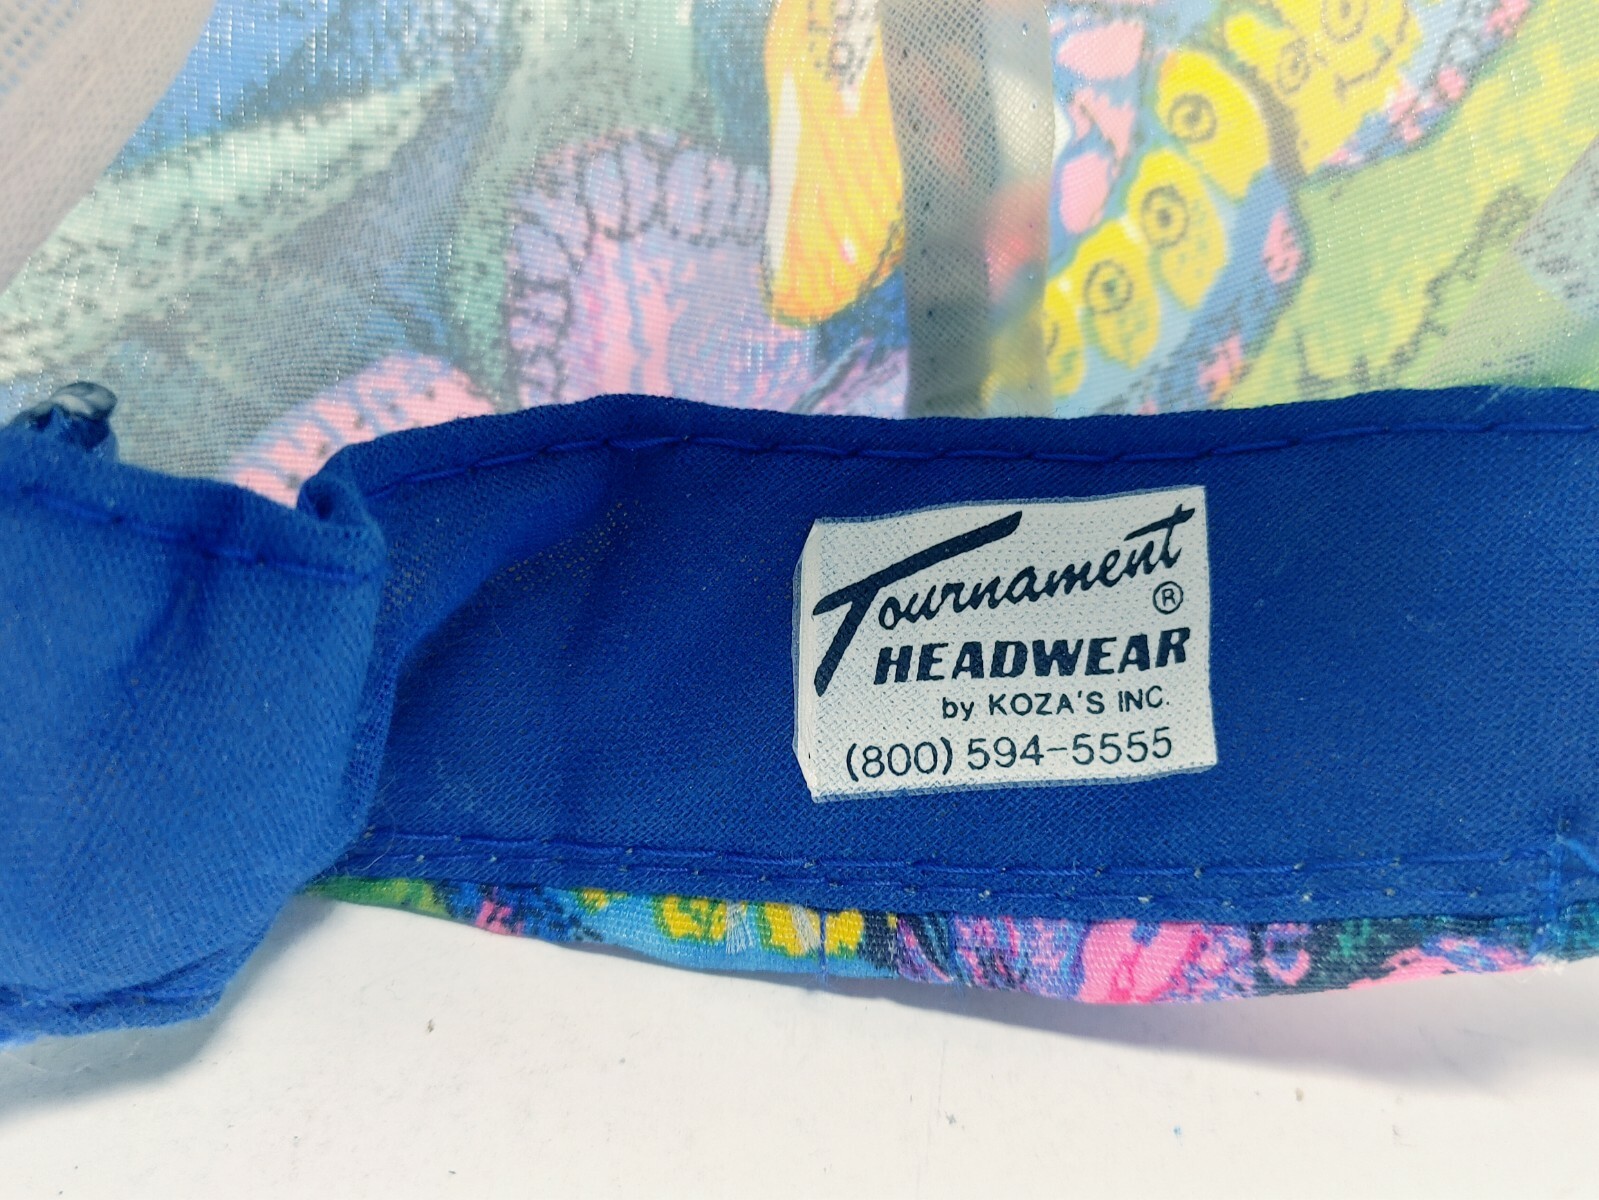 Tournament ®
HEADWEAR
by KOZA'S INC.
(800) 594-5555